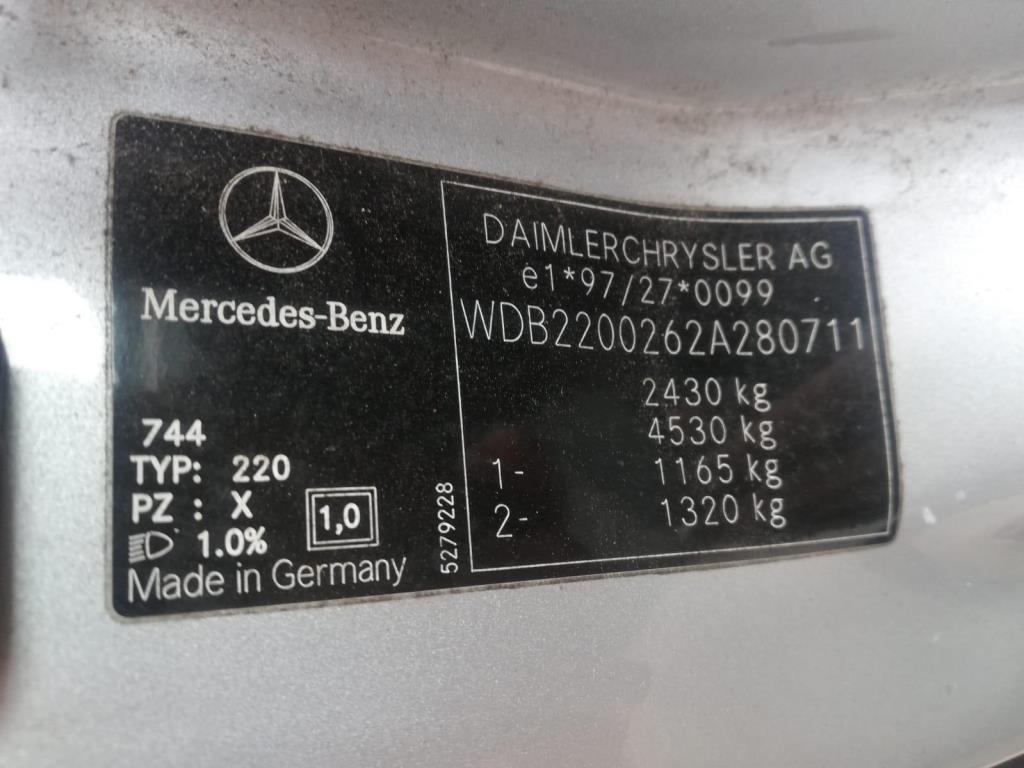 Mercedes-Benz
744
TYP: 220
PZ : X
1.0%
1,0
Made in Germany
5279228
DAIMLERCHRYSLER AG
e1*97/27*0099
WDB2200262A280711
2430 kg
4530 kg
1- 1165 kg
2- 1320 kg